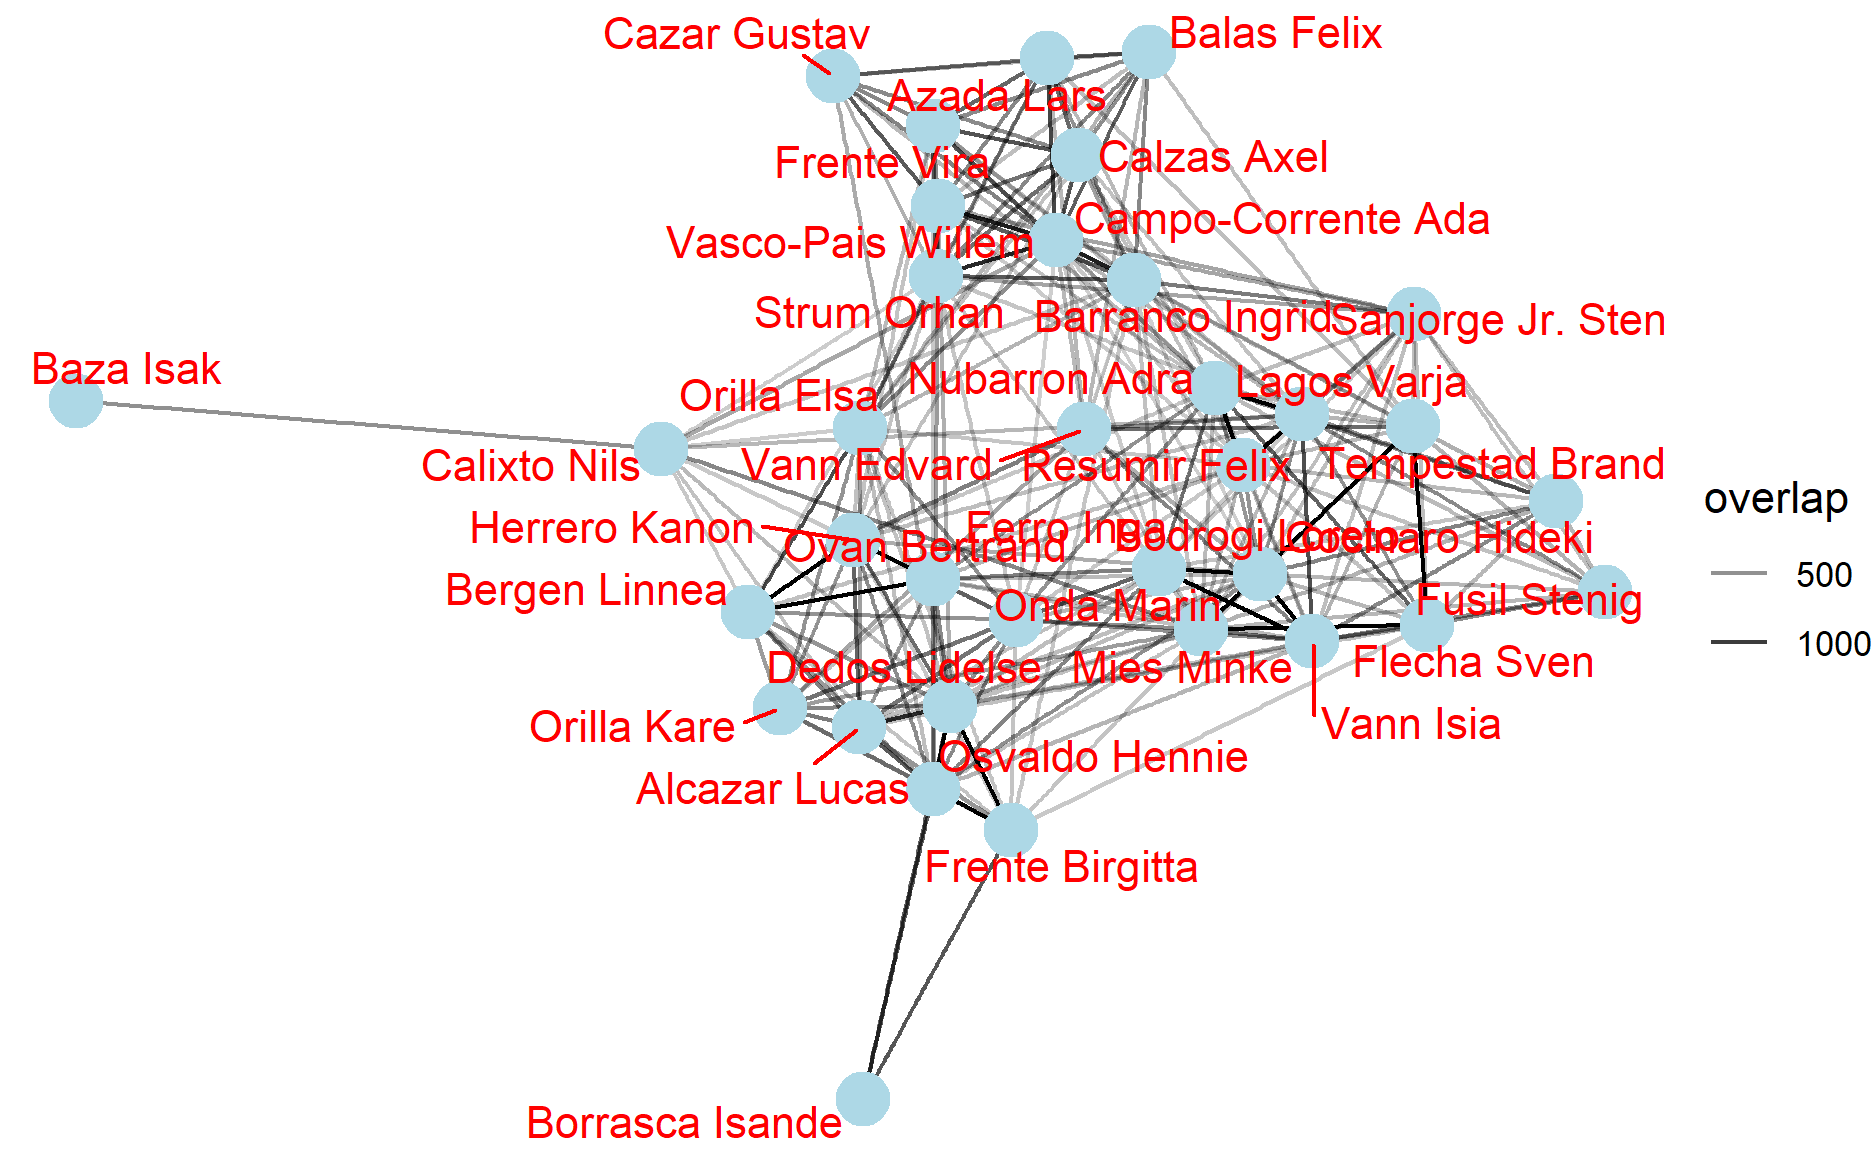 Cazar Gustav
Balas Felix
Azada Lars
Frente Vira
Calzas Axel
Campo-Corrente Ada
Vasco-Pais Willem
Strum Orhan
Barranco Ingrid
Sanjorge Jr. Sten
Baza Isak
Orilla Elsa
Nubarron Adra
Lagos Varja
Calixto Nils
Vann Edvard
Resumir Felix
Tempestad Brand
overlap
Herrero Kanon
Ferro Inga
Ovan Bertrand
Bodrogi Loreto
Hideki
500
Bergen Linnea
Onda Marin
Fusil Stenig
1000
Dedos Lidelse
Mies Minke
Flecha Sven
Orilla Kare
Vann Isia
Osvaldo Hennie
Alcazar Lucas
Frente Birgitta
Borrasca Isande